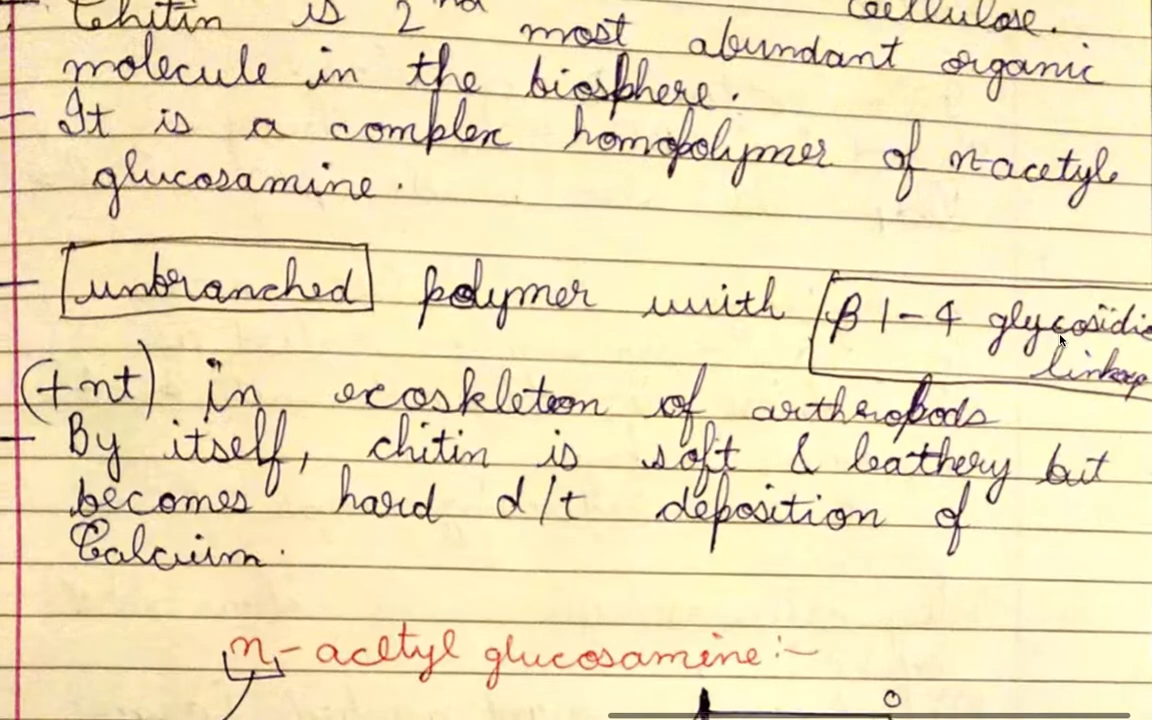 Cellulose.
Chitin is 2nd most abundant organic
molecule in the biosphere.
- It is a complex homopolymer of n-acetyl
glucosamine.
- unbranched polymer with β 1-4 glycosidic
linkage
(+nt) in exoskleton of arthropods
- By itself, chitin is soft & leathery but
becomes hard d/t deposition of
Calcium.
n-acetyl glucosamine:-
O